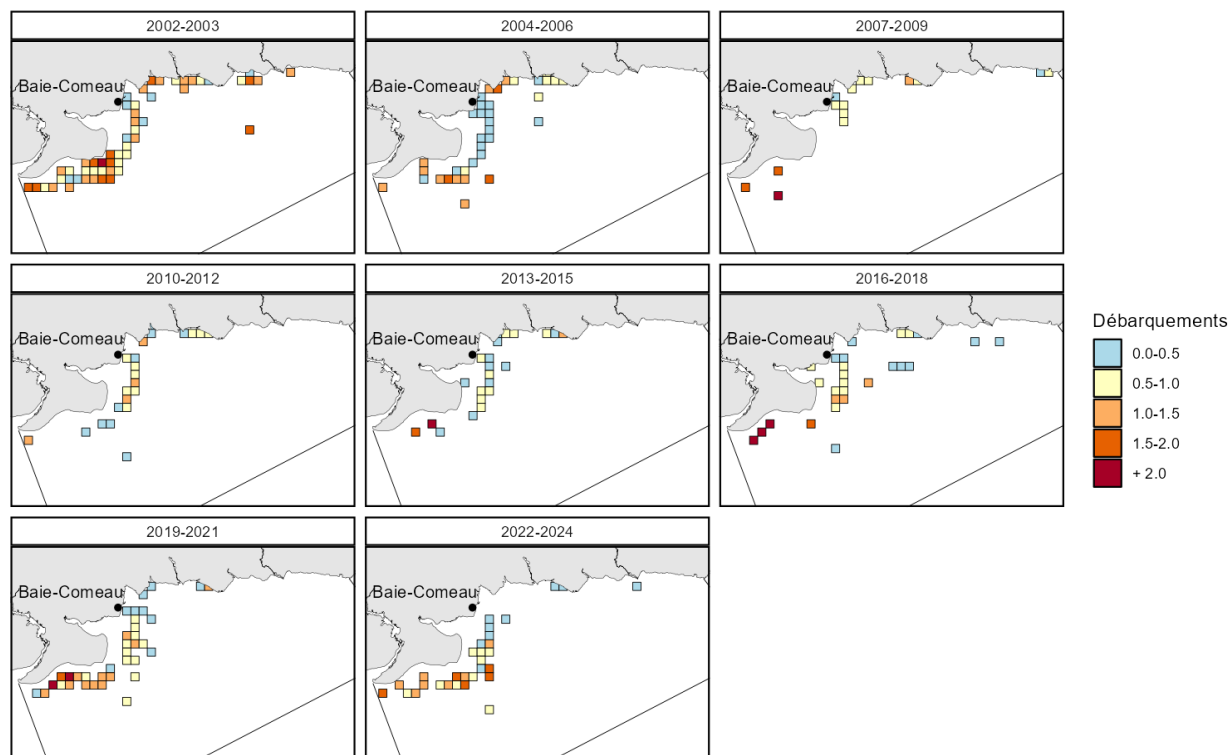 2002-2003
2004-2006
2007-2009
Baie-Comeau
Baie-Comeau
Baie-Comeau
2010-2012
2013-2015
2016-2018
Baie-Comeau
Baie-Comeau
Baie-Comeau
Débarquements
0.0-0.5
0.5-1.0
1.0-1.5
1.5-2.0
+ 2.0
2019-2021
2022-2024
Baie-Comeau
Baie-Comeau